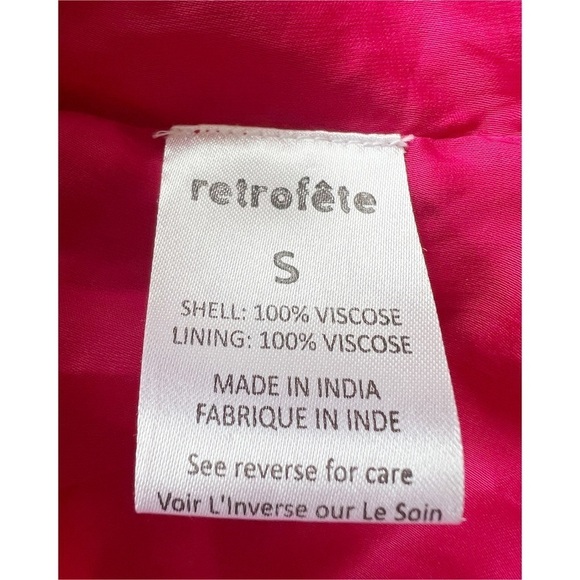 retrofête
S
SHELL: 100% VISCOSE
LINING: 100% VISCOSE
MADE IN INDIA
FABRIQUE IN INDE
See reverse for care
Voir L'Inverse our Le Soin